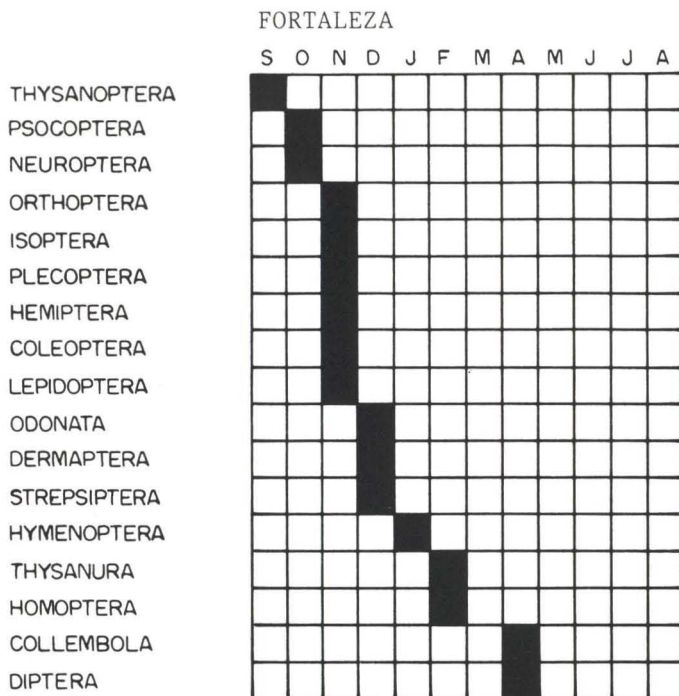 FORTALEZA
S O N D J F M A M J J A
THYSANOPTERA
PSOCOPTERA
NEUROPTERA
ORTHOPTERA
ISOPTERA
PLECOPTERA
HEMIPTERA
COLEOPTERA
LEPIDOPTERA
ODONATA
DERMAPTERA
STREPSIPTERA
HYMENOPTERA
THYSANURA
HOMOPTERA
COLLEMBOLA
DIPTERA